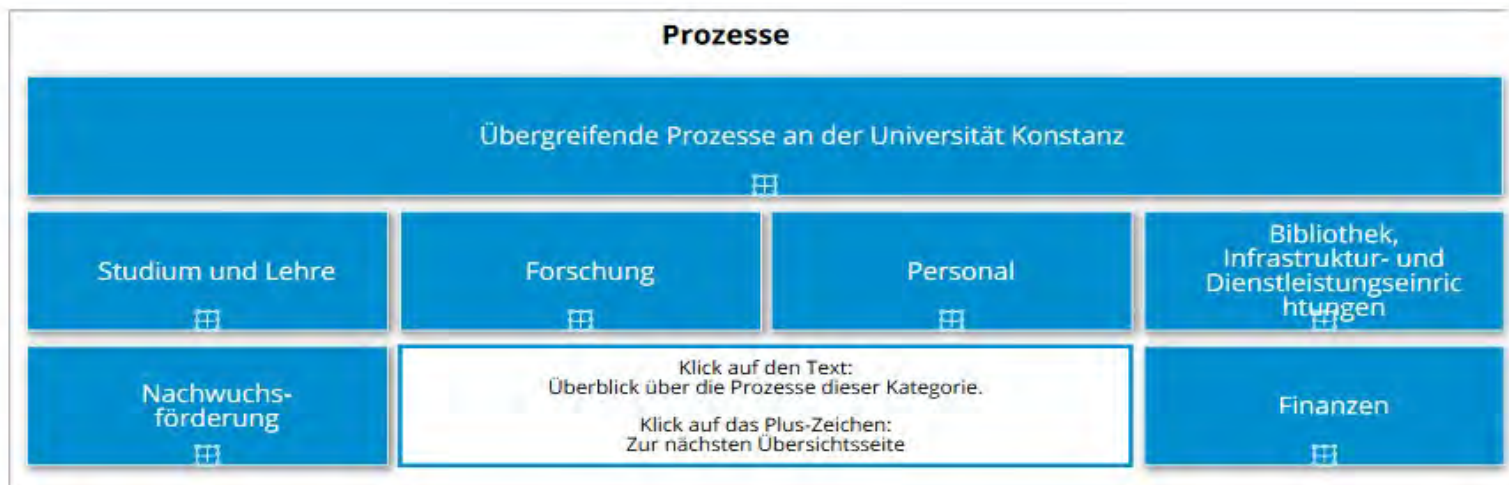 Prozesse
Übergreifende Prozesse an der Universität Konstanz
Studium und Lehre
Forschung
Personal
Bibliothek,
Infrastruktur- und
Dienstleistungseinric
htungen
Nachwuchs-
förderung
Klick auf den Text:
Überblick über die Prozesse dieser Kategorie.
Klick auf das Plus-Zeichen:
Zur nächsten Übersichtsseite
Finanzen